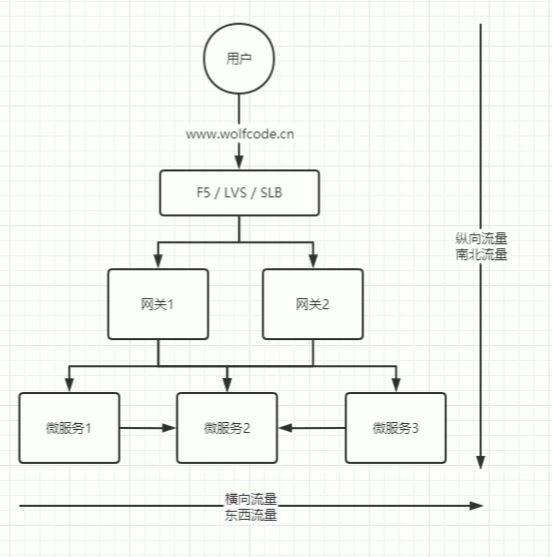 用户
www.wolfcode.cn
F5 / LVS / SLB
纵向流量
南北流量
网关1
网关2
微服务1
微服务2
微服务3
横向流量
东西流量